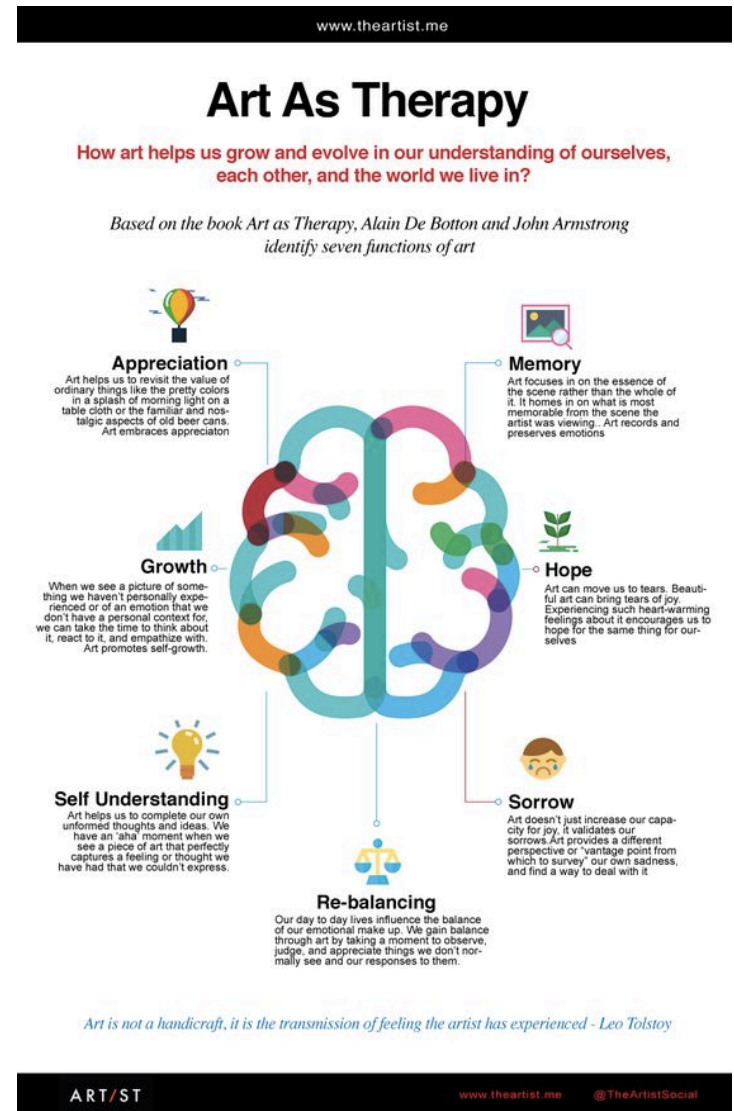 www.theartist.me
Art As Therapy
How art helps us grow and evolve in our understanding of ourselves,
each other, and the world we live in?
Based on the book Art as Therapy, Alain De Botton and John Armstrong
identify seven functions of art
Appreciation
Art helps us to revisit the value of
ordinary things like the pretty colors
in a splash of morning light on a
table cloth or the familiar and nos-
talgic aspects of old beer cans.
Art embraces appreciaton
Memory
Art focuses in on the essence of
the scene rather than the whole of
it. It homes in on what is most
memorable from the scene the
artist was viewing.. Art records and
preserves emotions
Growth
When we see a picture of some-
thing we haven't personally expe-
rienced or of an emotion that we
don't have a personal context for,
we can take the time to think about
it, react to it, and empathize with.
Art promotes self-growth.
Hope
Art can move us to tears. Beauti-
ful art can bring tears of joy.
Experiencing such heart-warming
feelings about it encourages us to
hope for the same thing for our-
selves
Self Understanding
Art helps us to complete our own
unformed thoughts and ideas. We
have an 'aha' moment when we
see a piece of art that perfectly
captures a feeling or thought we
have had that we couldn't express.
Sorrow
Art doesn't just increase our capa-
city for joy, it validates our
sorrows.Art provides a different
perspective or “vantage point from
which to survey” our own sadness,
and find a way to deal with it
Re-balancing
Our day to day lives influence the balance
of our emotional make up. We gain balance
through art by taking a moment to observe,
judge, and appreciate things we don't nor-
mally see and our responses to them.
Art is not a handicraft, it is the transmission of feeling the artist has experienced - Leo Tolstoy
ART/ST
www.theartist.me @TheArtistSocial